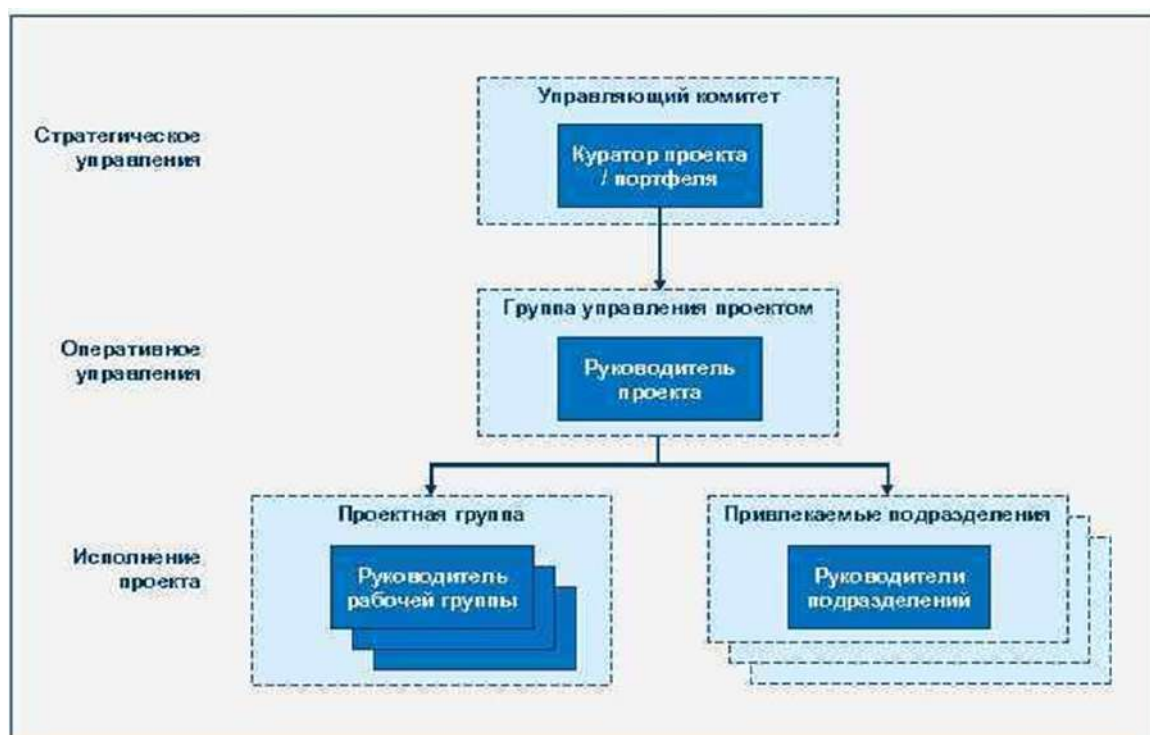 Управляющий комитет
Стратегическое
управления
Куратор проекта
/ портфеля
Группа управления проектом
Оперативное
управления
Руководитель
проекта
Проектная группа
Привлекаемые подразделения
Исполнение
проекта
Руководитель
рабочей группы
Руководители
подразделений